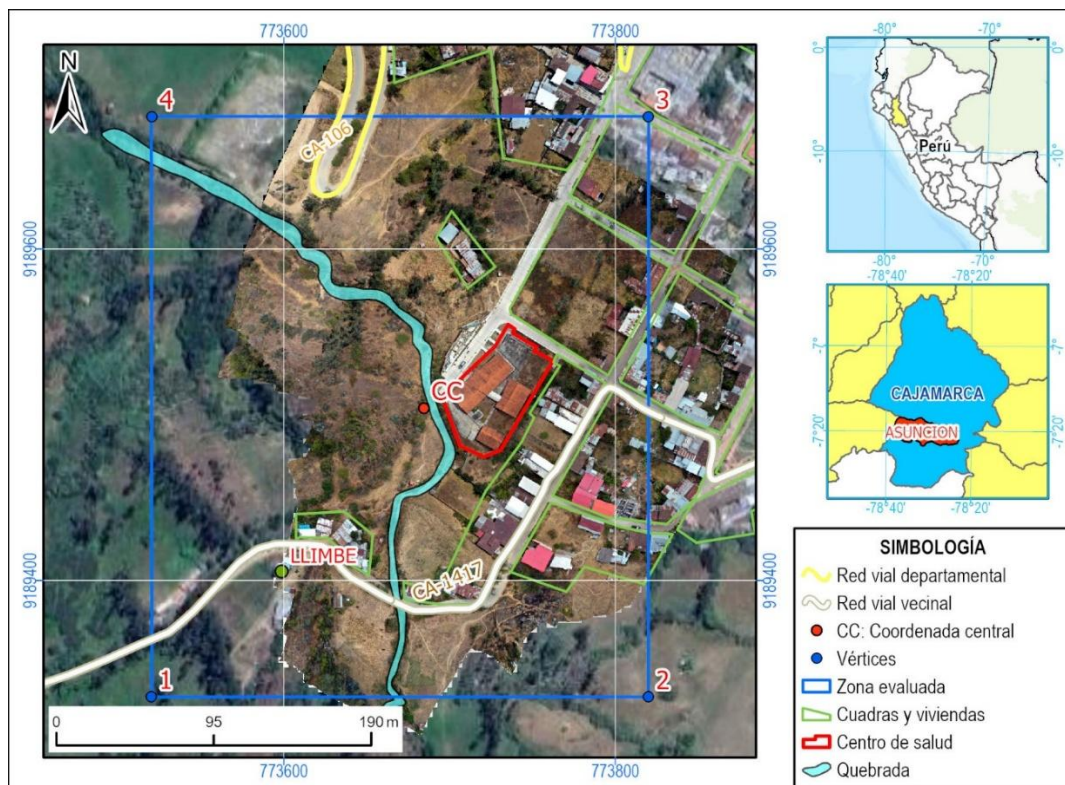 773600
773800
N
4
3
CA-106
9189600
9189600
CC
LLIMBE
CA-1417
9189400
9189400
1
2
0
95
190 m
773600
773800
-80°
-70°
0°
0°
Perú
-10°
-10°
-80°
-70°
-78°40'
-78°20'
-7°
-7°
CAJAMARCA
ASUNCION
-7°20'
-7°20'
-78°40'
-78°20'
SIMBOLOGÍA
Red vial departamental
Red vial vecinal
CC: Coordenada central
Vértices
Zona evaluada
Cuadras y viviendas
Centro de salud
Quebrada